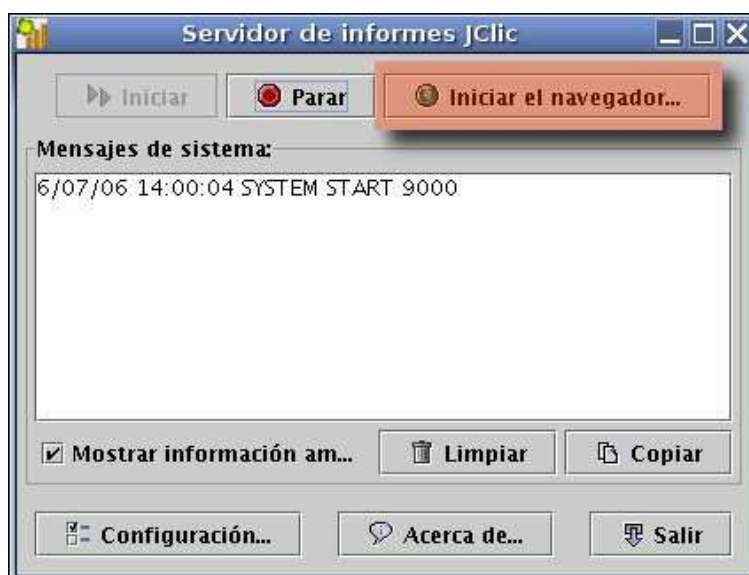 Servidor de informes JClic
Iniciar Parar Iniciar el navegador...
Mensajes de sistema:
6/07/06 14:00:04 SYSTEM START 9000
Mostrar información am... Limpiar Copiar
Configuración... Acerca de... Salir